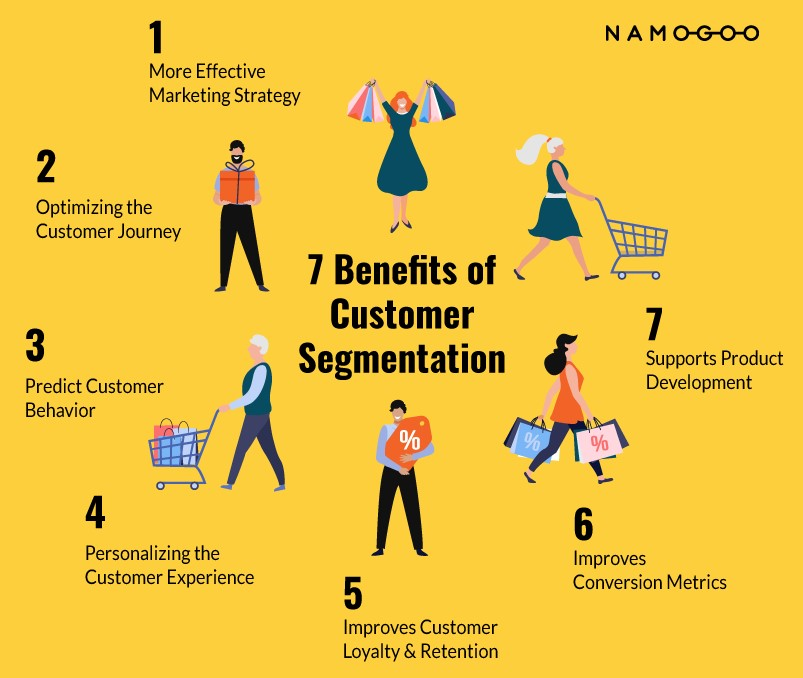 NAMOGOO
1
More Effective
Marketing Strategy
2
Optimizing the
Customer Journey
7 Benefits of
Customer
Segmentation
3
Predict Customer
Behavior
%
%
%
4
Personalizing the
Customer Experience
5
Improves Customer
Loyalty & Retention
6
Improves
Conversion Metrics
7
Supports Product
Development